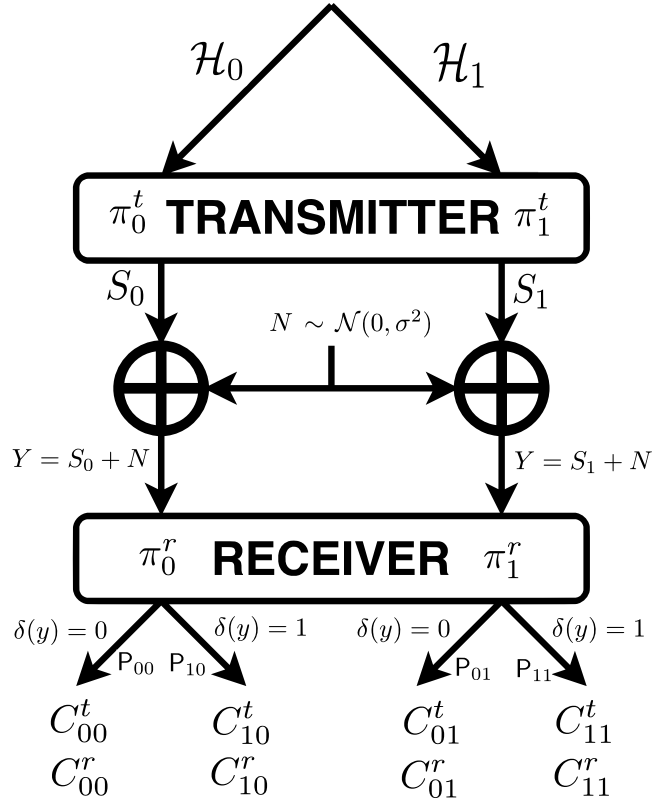 𝓗₀ 𝓗₁
π₀ᵗ TRANSMITTER π₁ᵗ
S₀ S₁
N ∼ 𝒩(0, σ²)
Y = S₀ + N Y = S₁ + N
π₀ʳ RECEIVER π₁ʳ
δ(y) = 0 δ(y) = 1 δ(y) = 0 δ(y) = 1
P₀₀ P₁₀ P₀₁ P₁₁
C₀₀ᵗ C₁₀ᵗ C₀₁ᵗ C₁₁ᵗ
C₀₀ʳ C₁₀ʳ C₀₁ʳ C₁₁ʳ